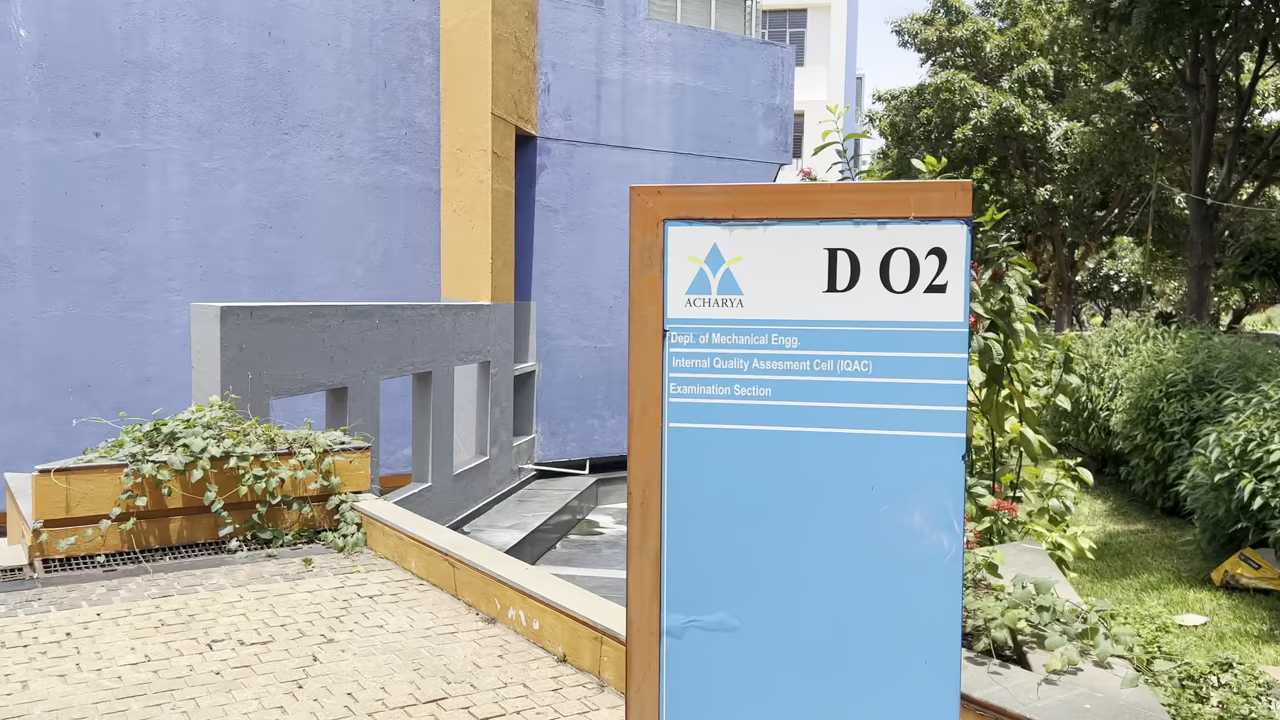 ACHARYA
D O2
Dept. of Mechanical Engg.
Internal Quality Assesment Cell (IQAC)
Examination Section